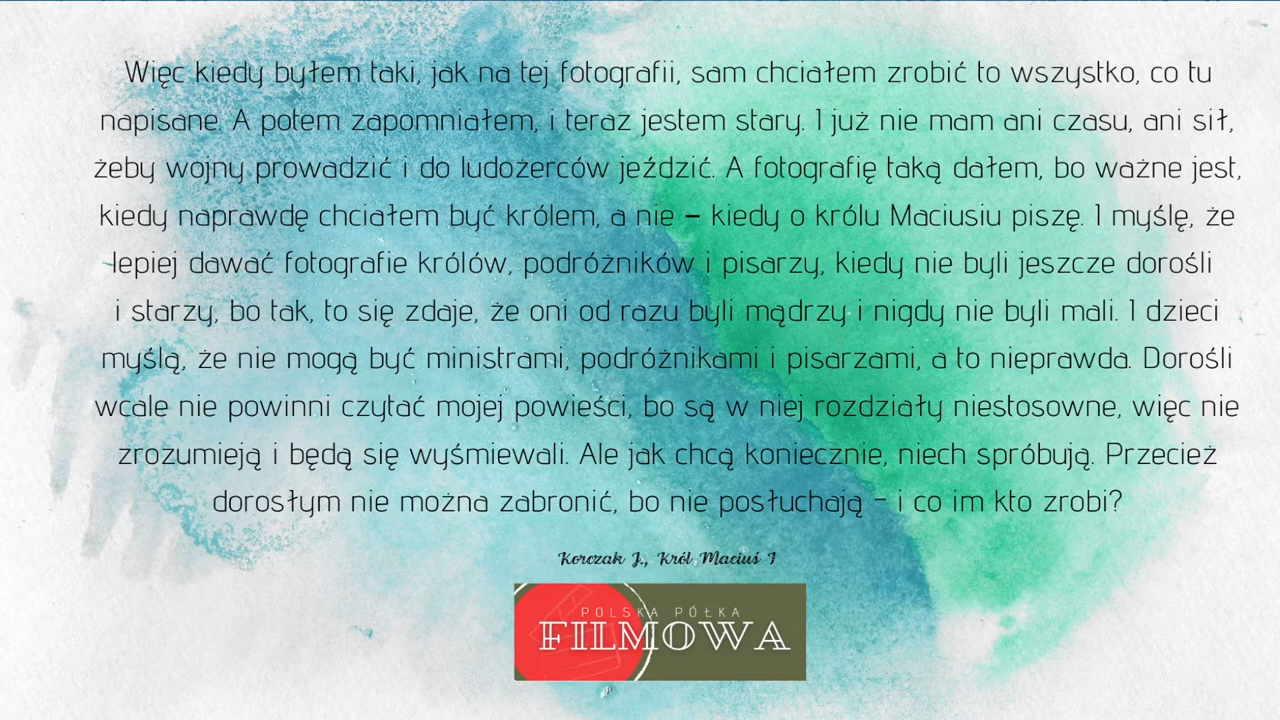 Więc kiedy byłem taki, jak na tej fotografii, sam chciałem zrobić to wszystko, co tu
napisane. A potem zapomniałem, i teraz jestem stary. I już nie mam ani czasu, ani sił,
żeby wojny prowadzić i do ludożerców jeździć. A fotografię taką dałem, bo ważne jest,
kiedy naprawdę chciałem być królem, a nie – kiedy o królu Maciusiu piszę. I myślę, że
lepiej dawać fotografie królów, podróżników i pisarzy, kiedy nie byli jeszcze dorośli
i starzy, bo tak, to się zdaje, że oni od razu byli mądrzy i nigdy nie byli mali. I dzieci
myślą, że nie mogą być ministrami, podróżnikami i pisarzami, a to nieprawda. Dorośli
wcale nie powinni czytać mojej powieści, bo są w niej rozdziały niestosowne, więc nie
zrozumieją i będą się wyśmiewali. Ale jak chcą koniecznie, niech spróbują. Przecież
dorosłym nie można zabronić, bo nie posłuchają – i co im kto zrobi?
Korczak J., Król Maciuś I
POLSKA PÓŁKA
FILMOWA